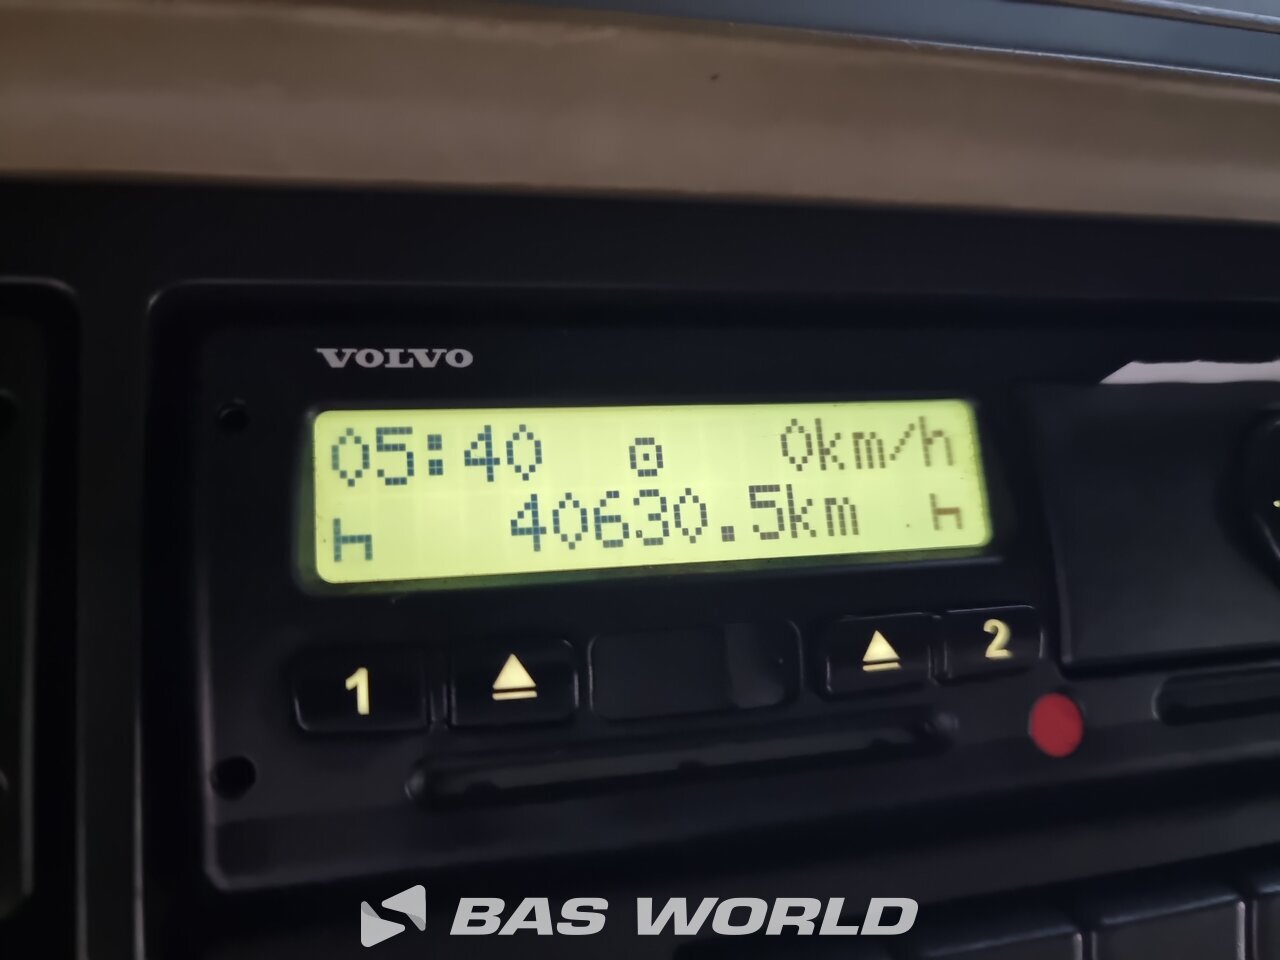 VOLVO
05:40 0km/h
40630.5km
1 2
BAS WORLD